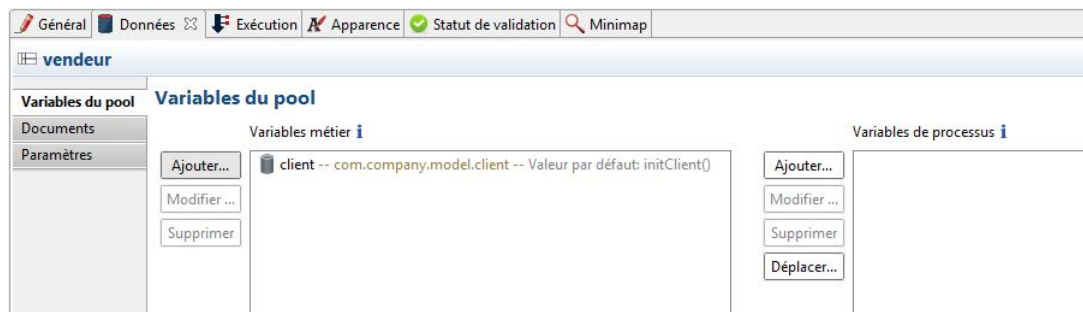 Général Données Exécution Apparence Statut de validation Minimap
vendeur
Variables du pool Variables du pool
Documents Variables métier i Variables de processus i
Paramètres
Ajouter... client -- com.company.model.client -- Valeur par défaut: initClient() Ajouter...
Modifier ... Modifier ...
Supprimer Supprimer
Déplacer...